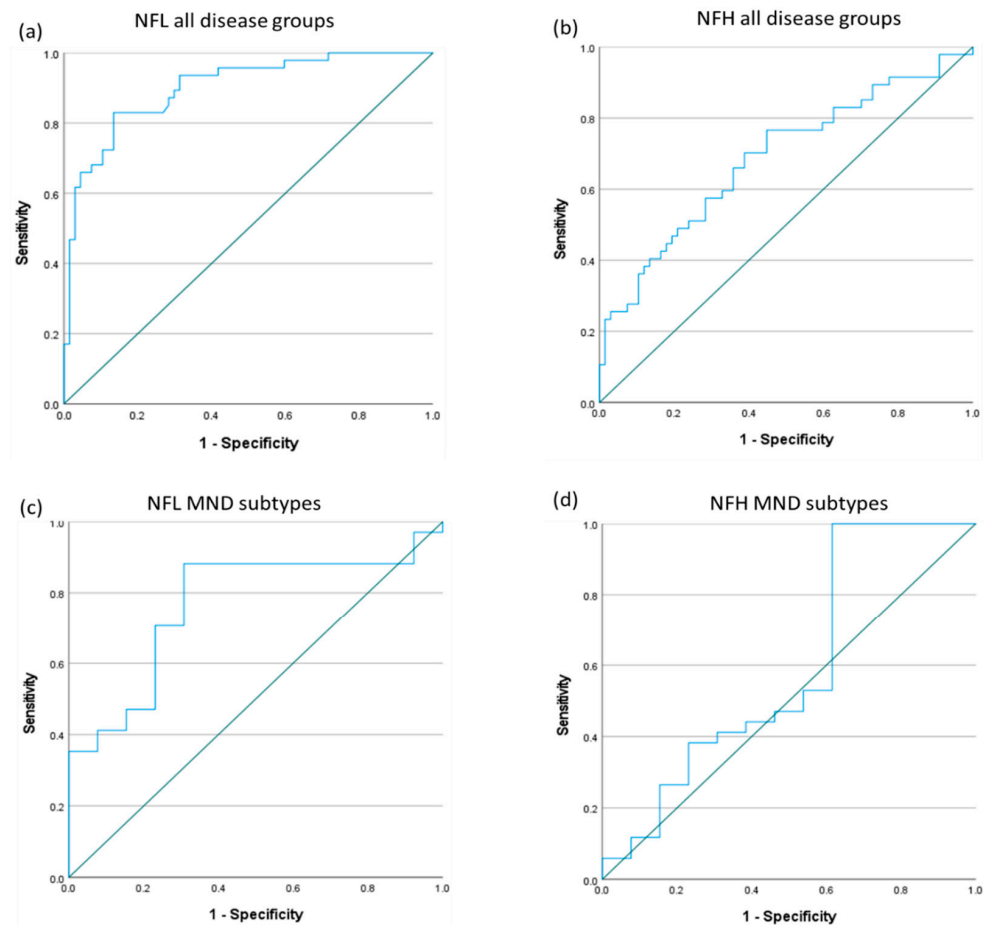 (a)
NFL all disease groups
1.0
0.8
0.6
0.4
0.2
0.0
Sensitivity
0.0 0.2 0.4 0.6 0.8 1.0
1 - Specificity
(b)
NFH all disease groups
1.0
0.8
0.6
0.4
0.2
0.0
Sensitivity
0.0 0.2 0.4 0.6 0.8 1.0
1 - Specificity
(c)
NFL MND subtypes
1.0
0.8
0.6
0.4
0.2
0.0
Sensitivity
0.0 0.2 0.4 0.6 0.8 1.0
1 - Specificity
(d)
NFH MND subtypes
1.0
0.8
0.6
0.4
0.2
0.0
Sensitivity
0.0 0.2 0.4 0.6 0.8 1.0
1 - Specificity